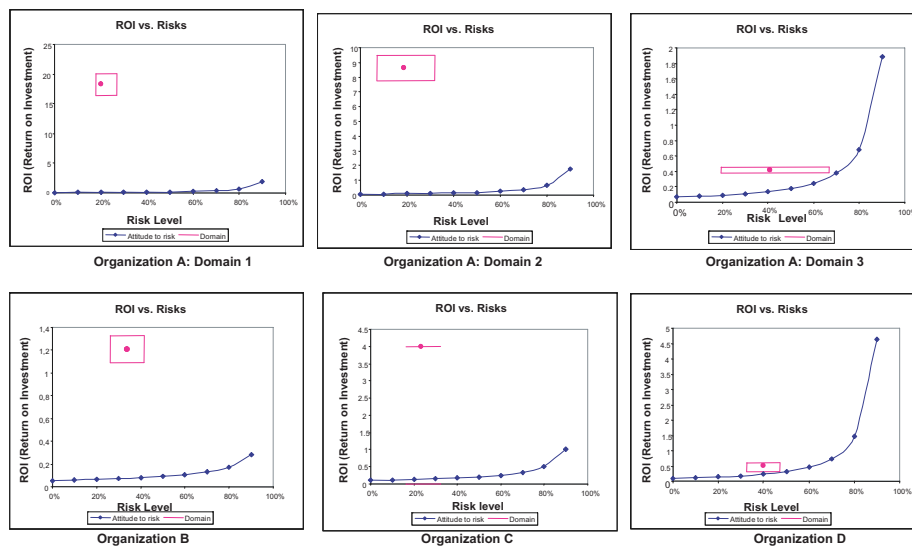 ROI vs. Risks
ROI (Return on Investment)
25
20
15
10
5
0
0% 20% 40% 60% 80% 100%
Risk Level
Attitude to risk Domain
Organization A: Domain 1
ROI vs. Risks
ROI (Return on Investment)
10
9
8
7
6
5
4
3
2
1
0
0% 20% 40% 60% 80% 100%
Risk Level
Attitude to risk Domain
Organization A: Domain 2
ROI vs. Risks
ROI (Return on Investment)
2
1.8
1.6
1.4
1.2
1
0.8
0.6
0.4
0.2
0
0% 20% 40% 60% 80% 100%
Risk Level
Attitude to risk Domain
Organization A: Domain 3
ROI vs. Risks
ROI (Return on Investment)
1,4
1,2
1
0,8
0,6
0,4
0,2
0
0% 20% 40% 60% 80% 100%
Risk Level
Attitude to risk Domain
Organization B
ROI vs. Risks
ROI (Return on Investment)
4.5
4
3.5
3
2.5
2
1.5
1
0.5
0
0% 20% 40% 60% 80% 100%
Risk level
Attitude to risk Domain
Organization C
ROI vs. Risks
ROI (Return on Investment)
5
4.5
4
3.5
3
2.5
2
1.5
1
0.5
0
0% 20% 40% 60% 80% 100%
Risk Level
Attitude to risk Domain
Organization D